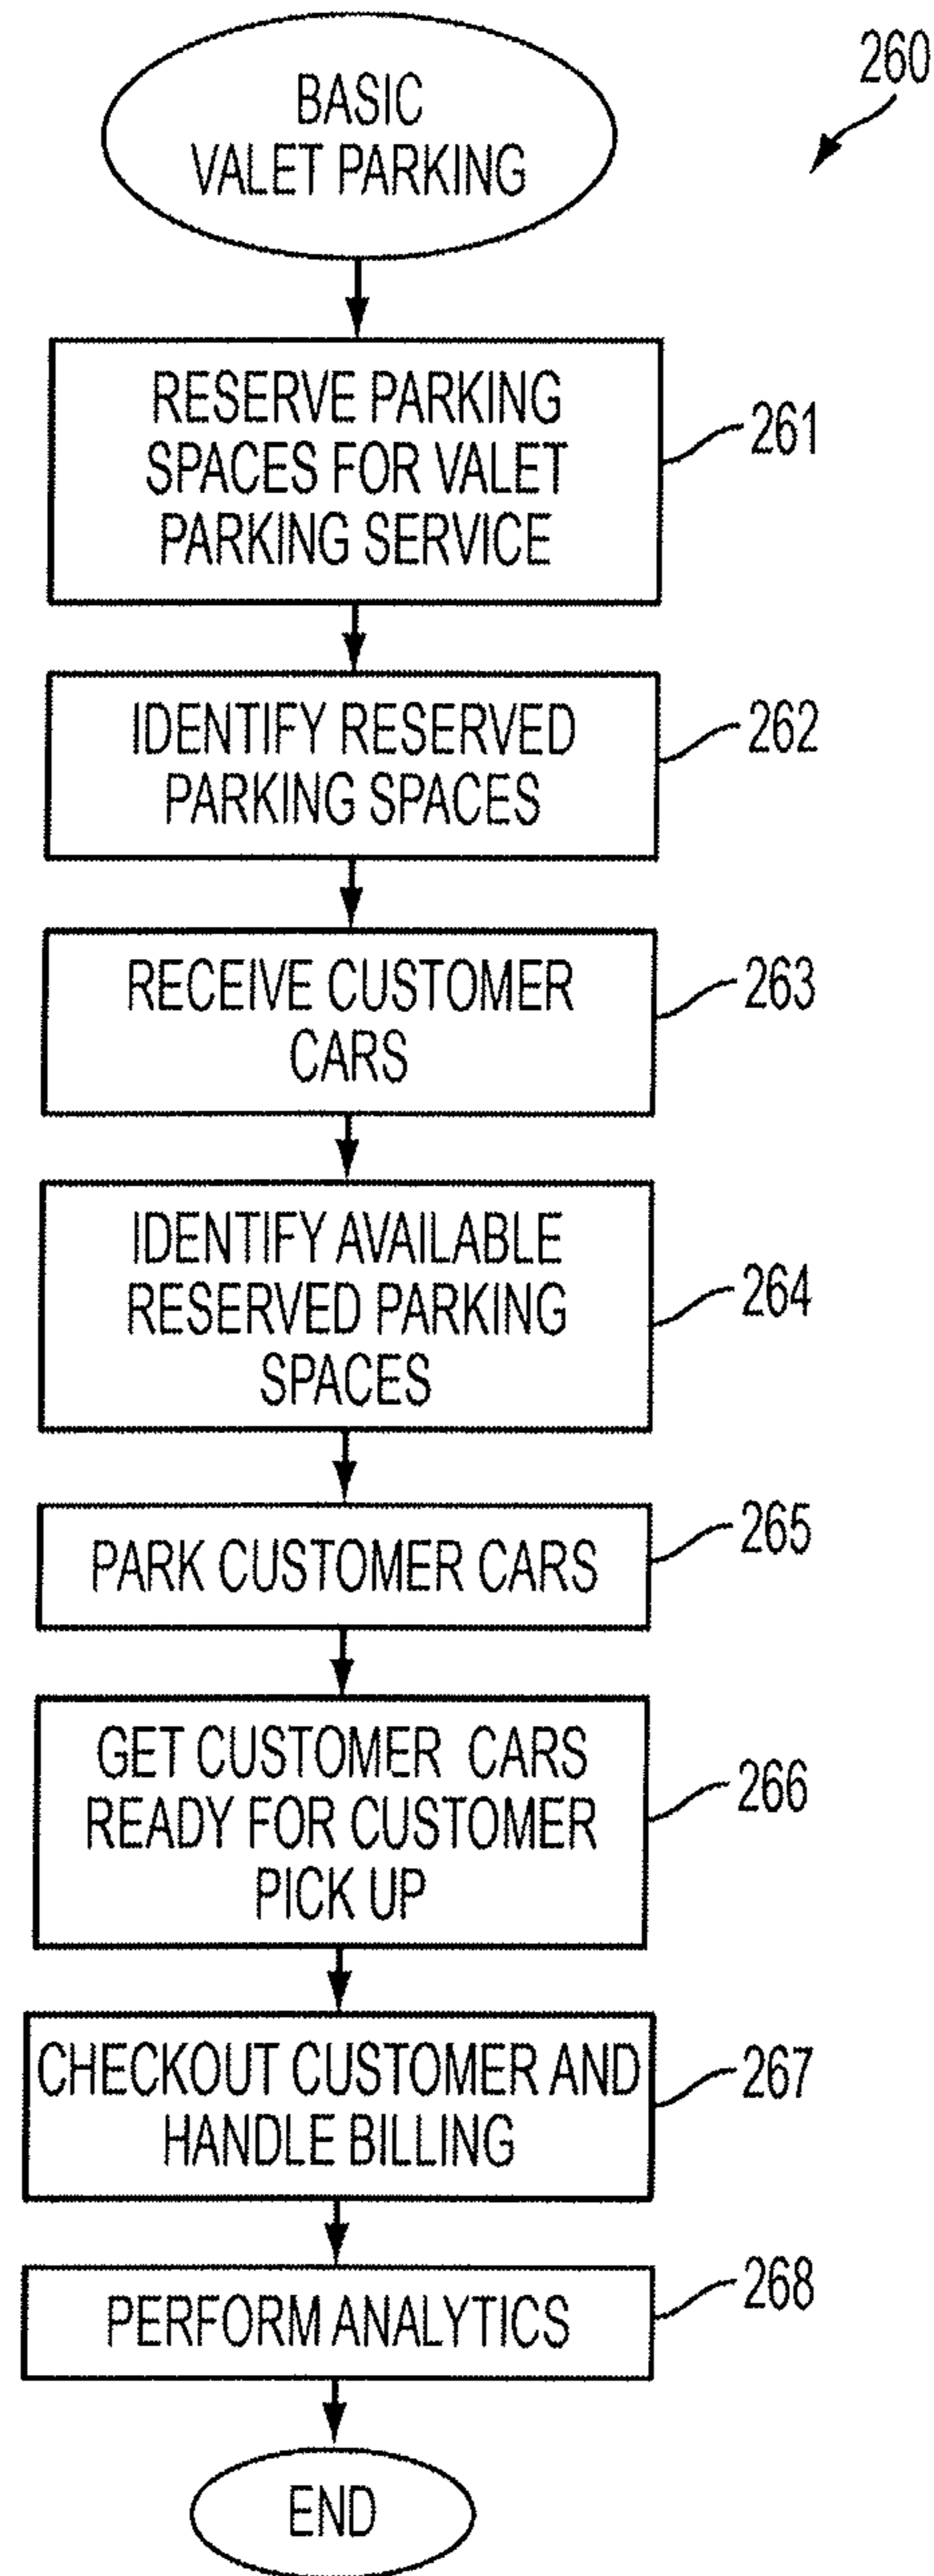 260
BASIC
VALET PARKING
RESERVE PARKING
SPACES FOR VALET
PARKING SERVICE
261
IDENTIFY RESERVED
PARKING SPACES
262
RECEIVE CUSTOMER
CARS
263
IDENTIFY AVAILABLE
RESERVED PARKING
SPACES
264
PARK CUSTOMER CARS
265
GET CUSTOMER CARS
READY FOR CUSTOMER
PICK UP
266
CHECKOUT CUSTOMER AND
HANDLE BILLING
267
PERFORM ANALYTICS
268
END